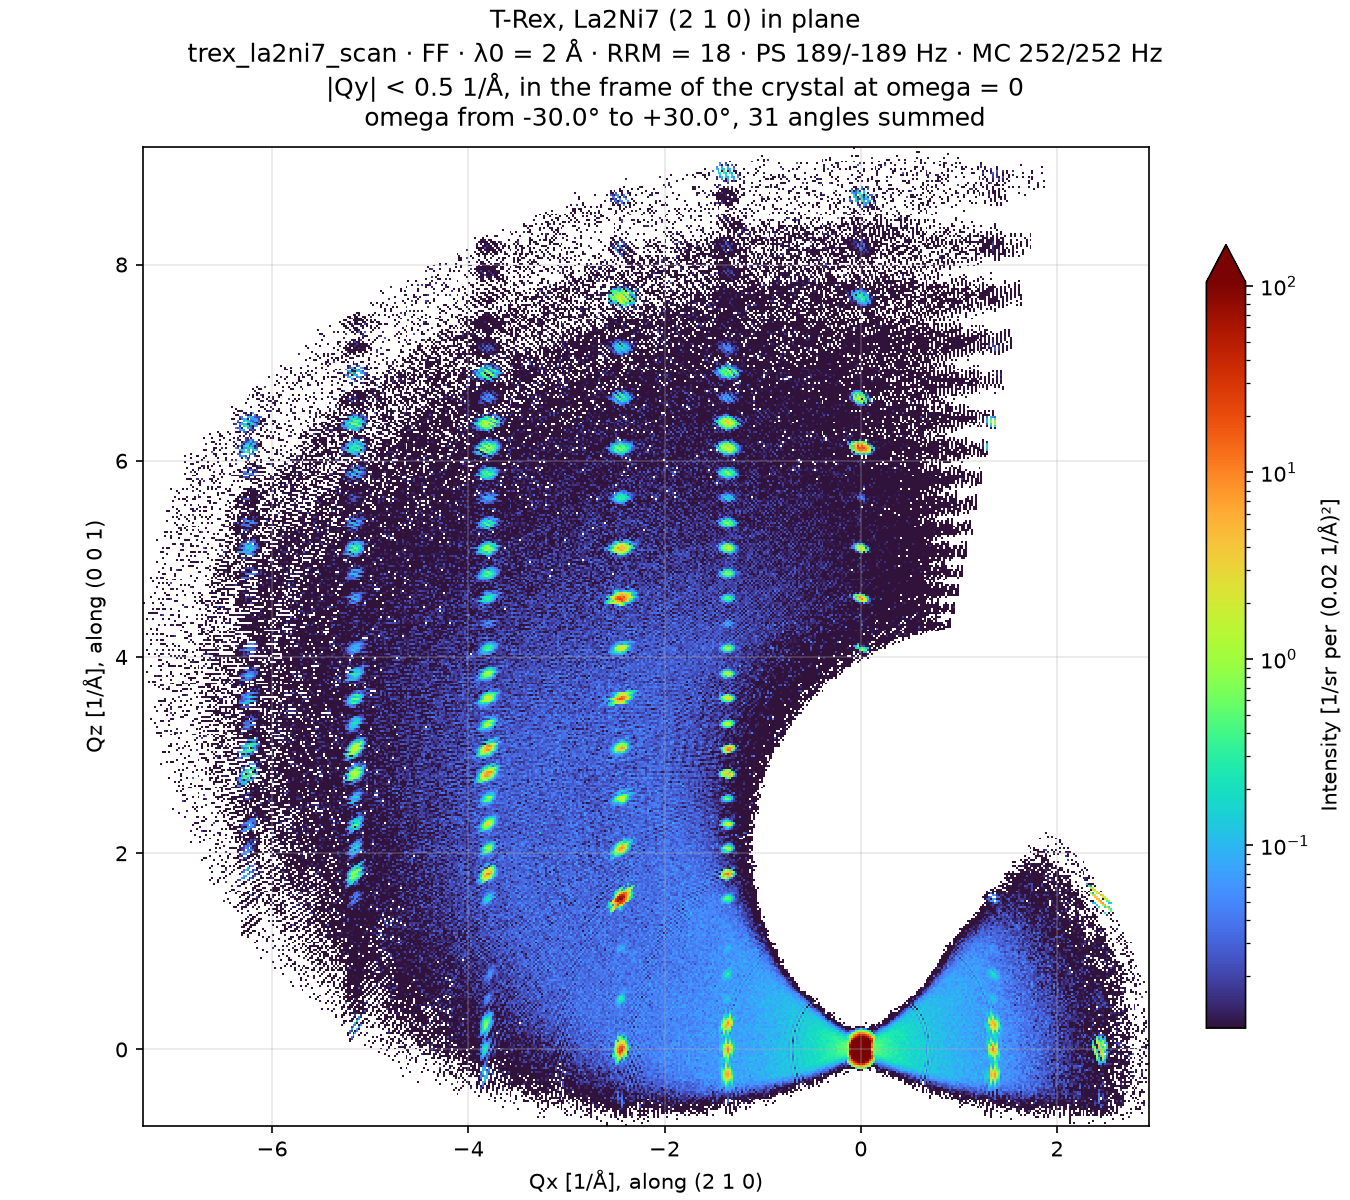 T-Rex, La2Ni7 (2 1 0) in plane
trex_la2ni7_scan · FF · λ0 = 2 Å · RRM = 18 · PS 189/-189 Hz · MC 252/252 Hz
|Qy| < 0.5 1/Å, in the frame of the crystal at omega = 0
omega from -30.0° to +30.0°, 31 angles summed
8
6
4
2
0
Qz [1/Å], along (0 0 1)
−6
−4
−2
0
2
Qx [1/Å], along (2 1 0)
10²
10¹
10⁰
10⁻¹
Intensity [1/sr per (0.02 1/Å)²]